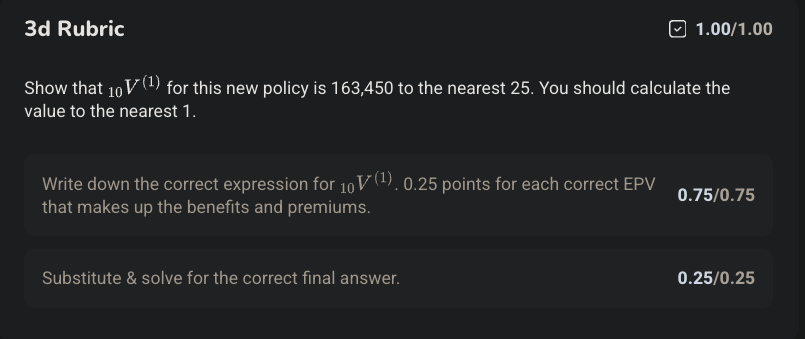 3d Rubric
1.00/1.00
Show that ₁₀V⁽¹⁾ for this new policy is 163,450 to the nearest 25. You should calculate the
value to the nearest 1.
Write down the correct expression for ₁₀V⁽¹⁾. 0.25 points for each correct EPV
that makes up the benefits and premiums.
0.75/0.75
Substitute & solve for the correct final answer.
0.25/0.25